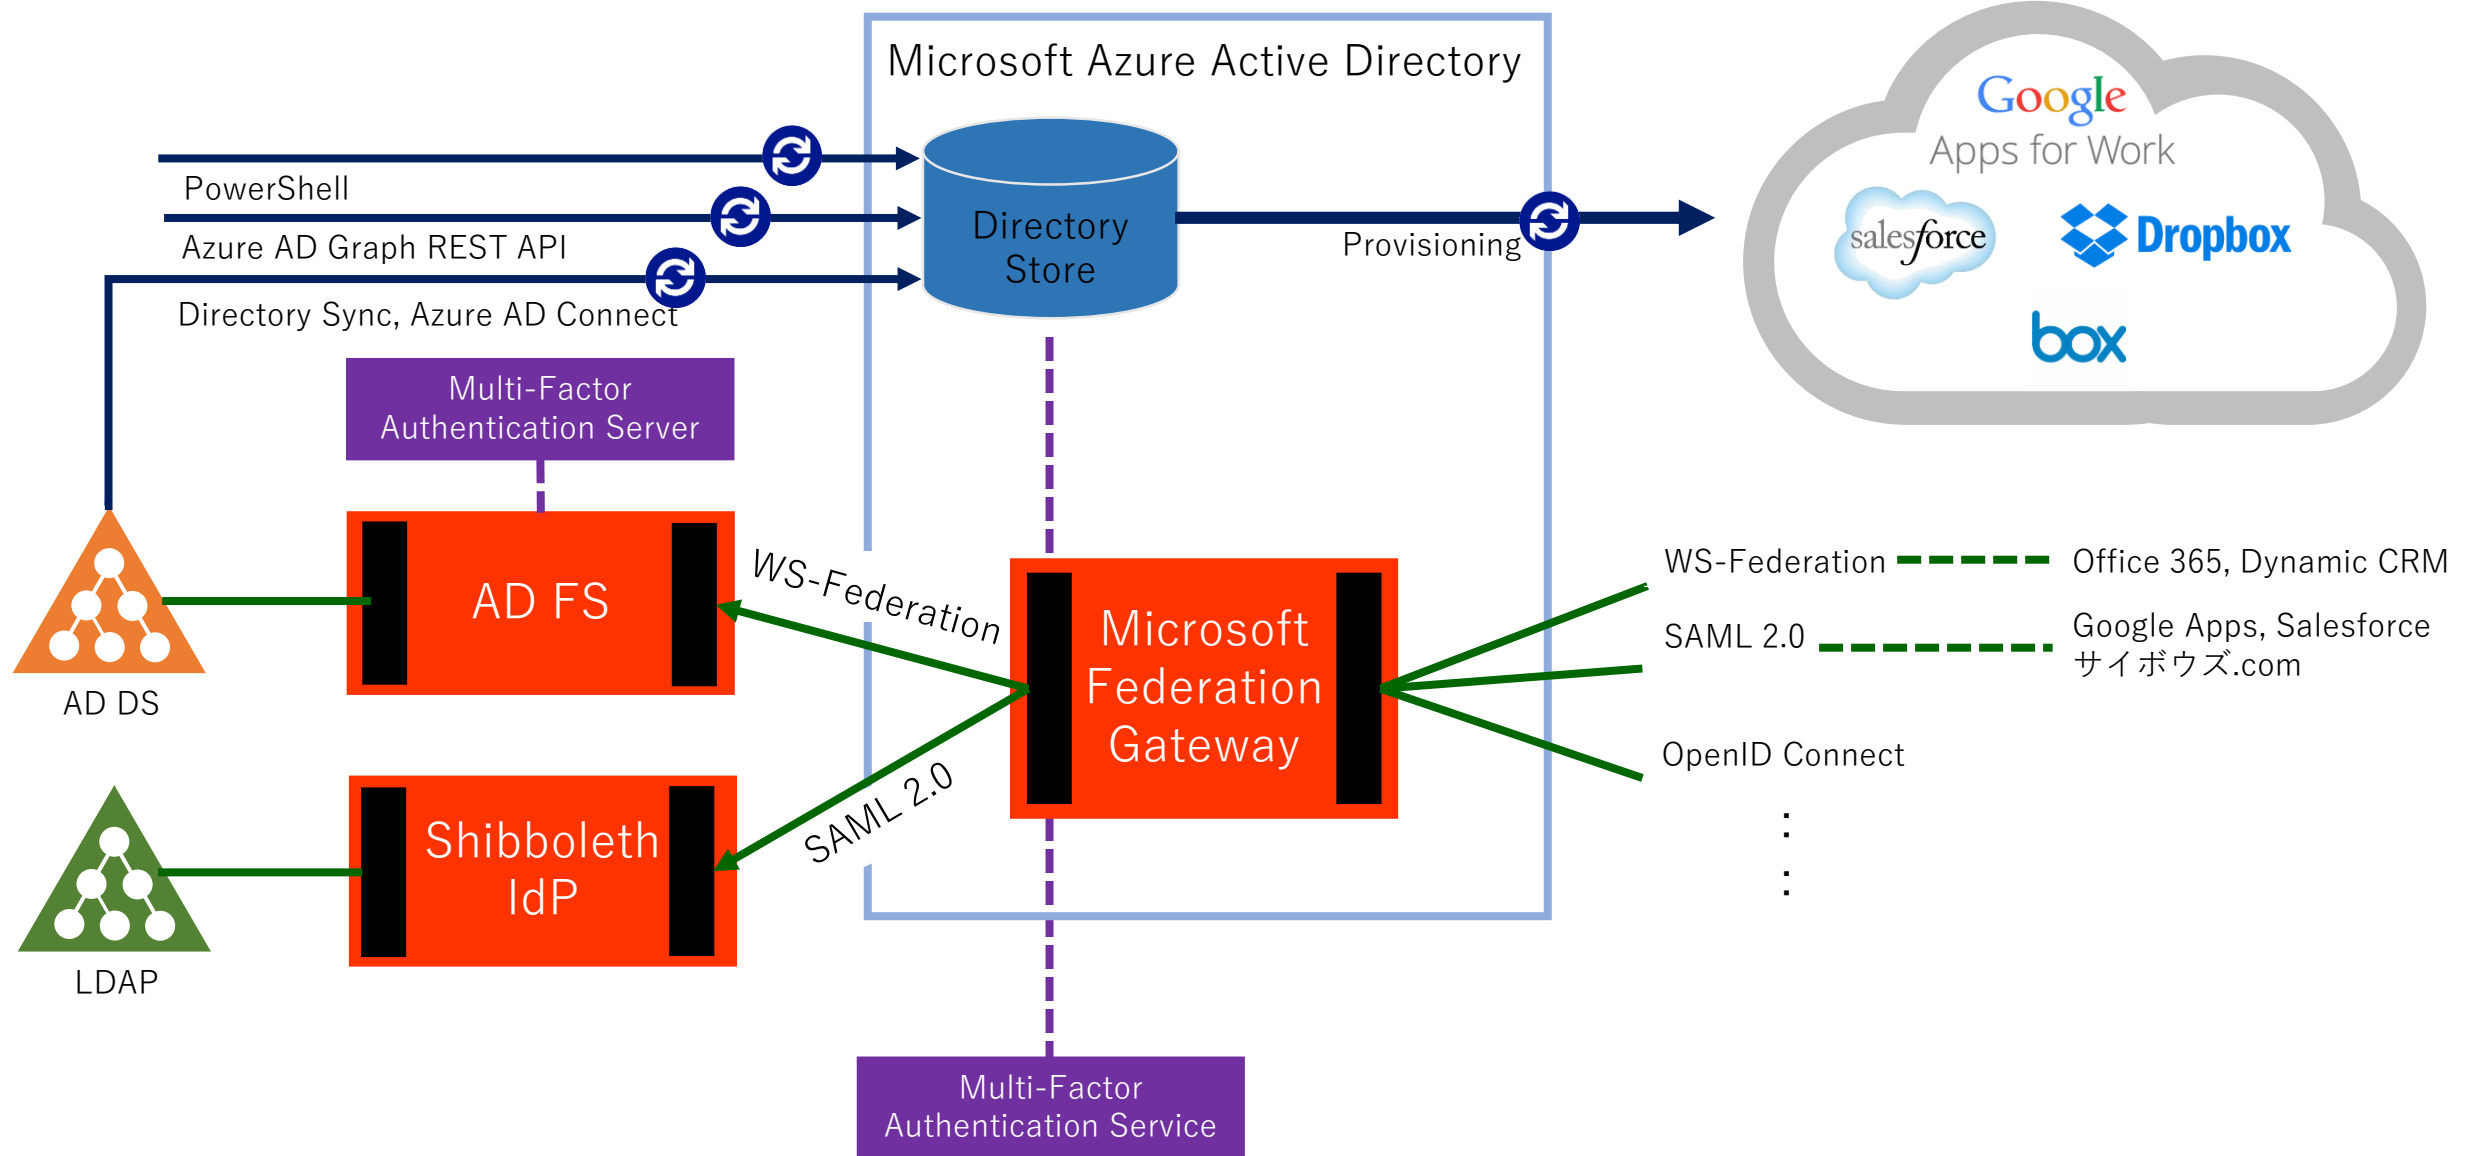 Microsoft Azure Active Directory
Google
Apps for Work
PowerShell
salesforce
Dropbox
Directory
Store
Azure AD Graph REST API
Provisioning
Directory Sync, Azure AD Connect
box
Multi-Factor
Authentication Server
WS-Federation
WS-Federation
Office 365, Dynamic CRM
AD FS
Microsoft
Federation
Gateway
SAML 2.0
Google Apps, Salesforce
サイボウズ.com
AD DS
OpenID Connect
:
:
SAML 2.0
Shibboleth
IdP
LDAP
Multi-Factor
Authentication Service